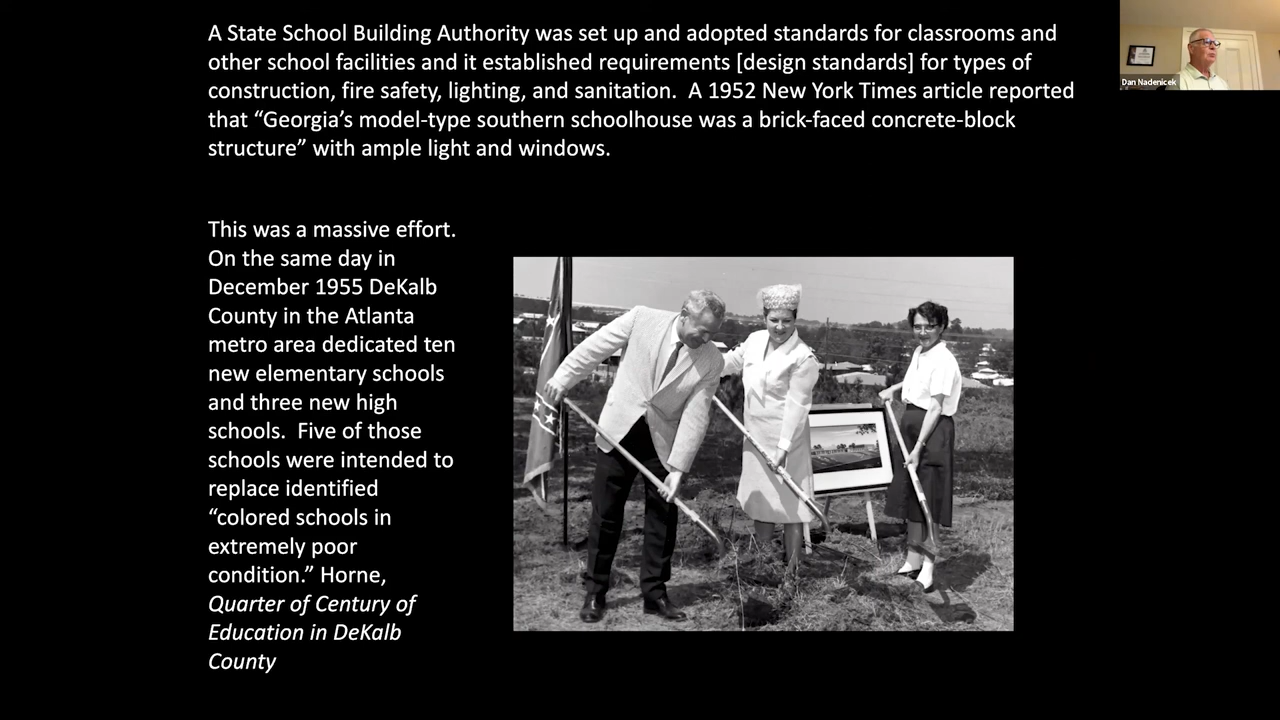 A State School Building Authority was set up and adopted standards for classrooms and
other school facilities and it established requirements [design standards] for types of
construction, fire safety, lighting, and sanitation.  A 1952 New York Times article reported
that “Georgia’s model-type southern schoolhouse was a brick-faced concrete-block
structure” with ample light and windows.
Dan Nadenicek
This was a massive effort.
On the same day in
December 1955 DeKalb
County in the Atlanta
metro area dedicated ten
new elementary schools
and three new high
schools.  Five of those
schools were intended to
replace identified
“colored schools in
extremely poor
condition.” Horne,
Quarter of Century of
Education in DeKalb
County